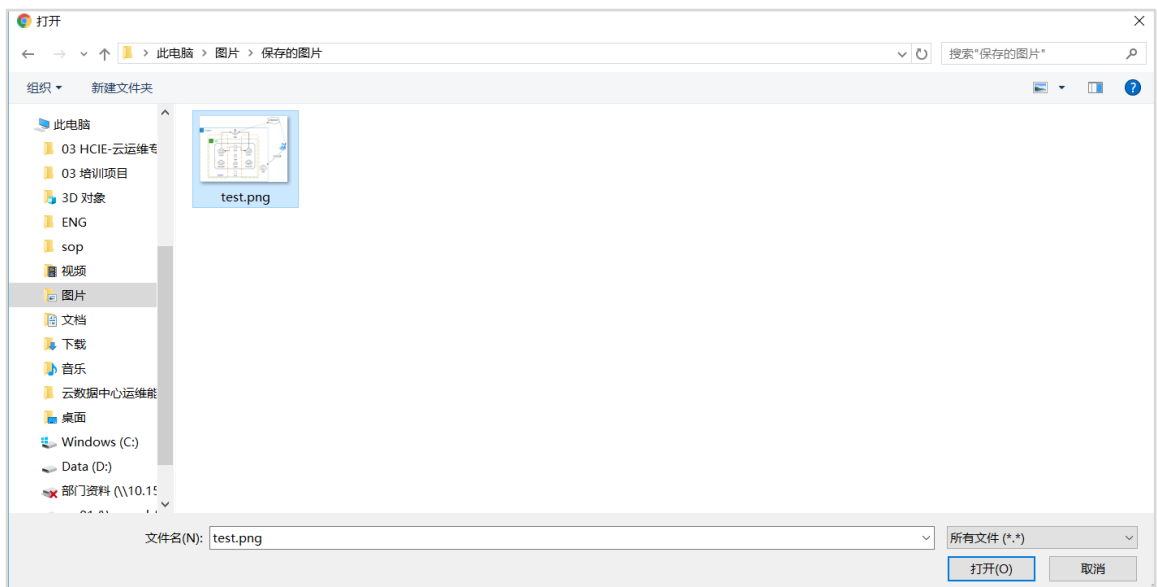 打开
此电脑 › 图片 › 保存的图片
搜索"保存的图片"
组织
新建文件夹
此电脑
03 HCIE-云运维专
03 培训项目
3D 对象
ENG
sop
视频
图片
文档
下载
音乐
云数据中心运维能
桌面
Windows (C:)
Data (D:)
部门资料 (\\10.15
test.png
文件名(N): test.png
所有文件 (*.*)
打开(O)
取消